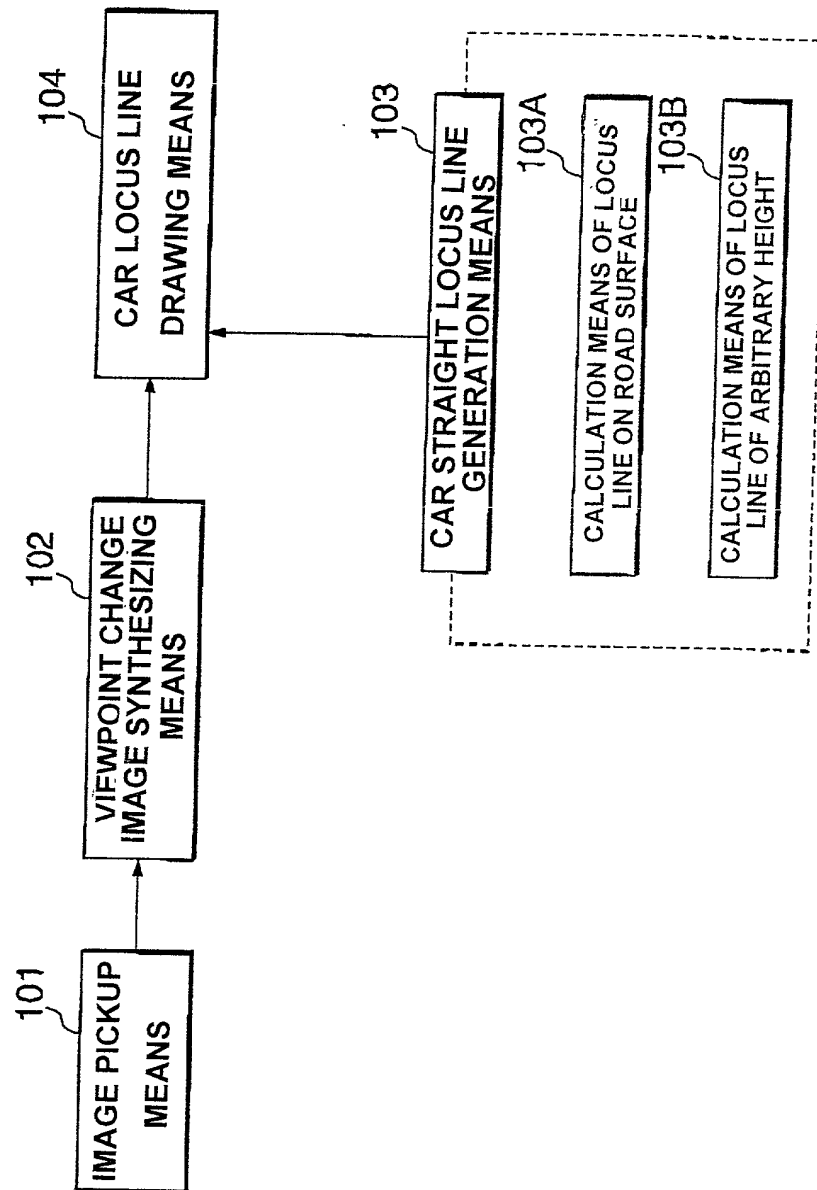 101
IMAGE PICKUP
MEANS
102
VIFWPOINT CHANGE
IMAGE SYNTHESIZING
MEANS
104
CAR LOCUS LINE
DRAWING MEANS
103
CAR STRAIGHT LOCUS LINE
GENERATION MEANS
103A
CALCULATION MEANS OF LOCUS
LINE ON ROAD SURFACE
103B
CALCULATION MEANS OF LOCUS
LINE OF ARBITRARY HEIGHT